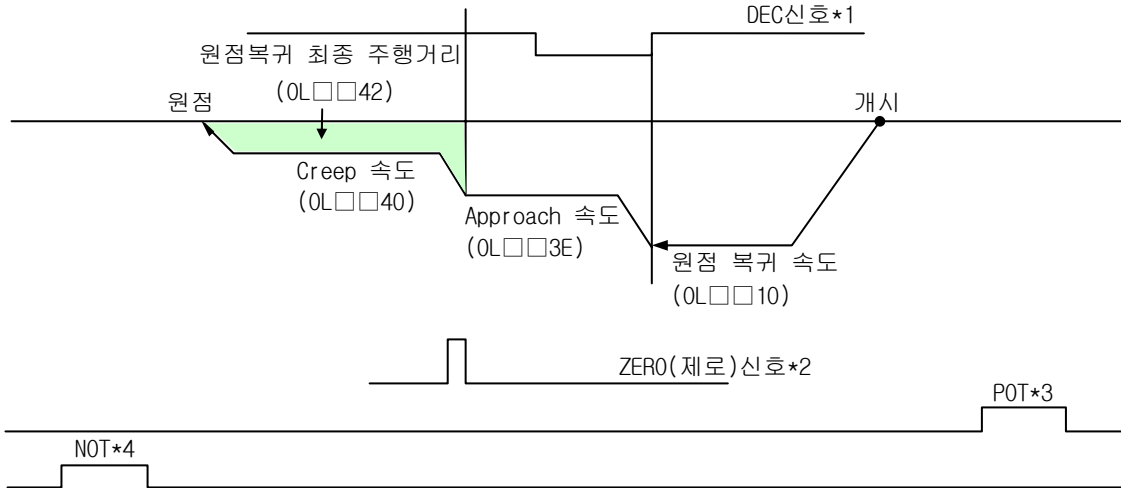 DEC신호*1
원점복귀 최종 주행거리
(OL□□42)
원점
개시
Creep 속도
(OL□□40)
Approach 속도
(OL□□3E)
원점 복귀 속도
(OL□□10)
ZERO(제로)신호*2
POT*3
NOT*4